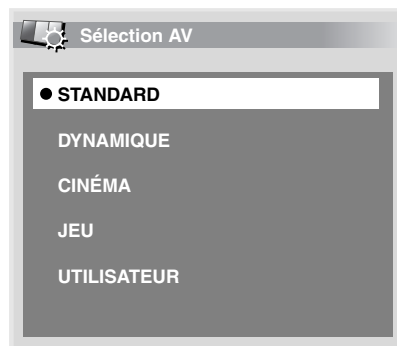 Sélection AV
STANDARD
DYNAMIQUE
CINÉMA
JEU
UTILISATEUR